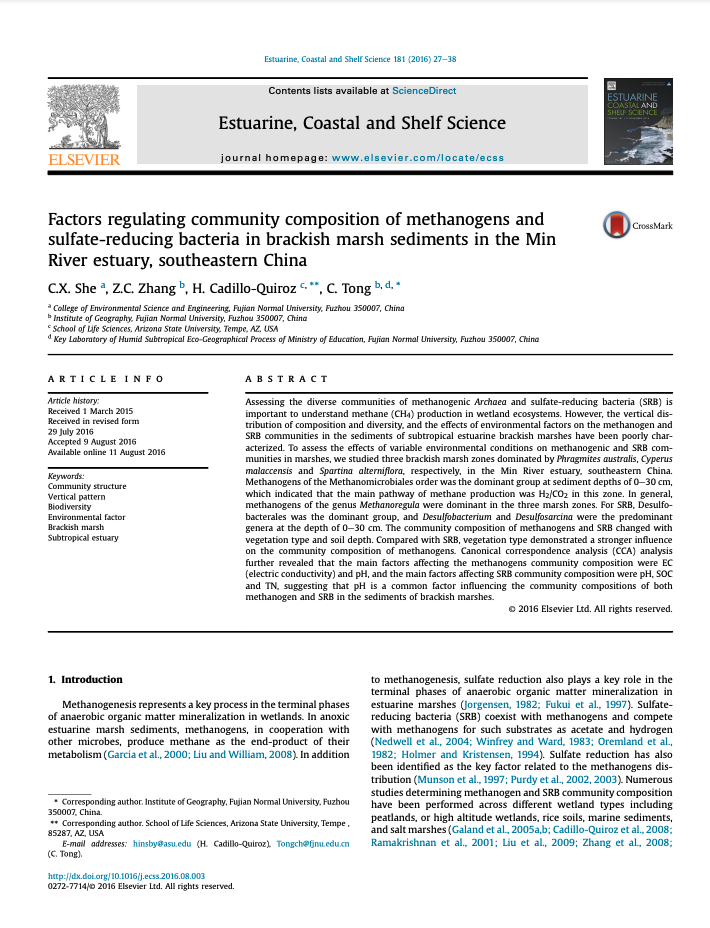 Estuarine, Coastal and Shelf Science 181 (2016) 27–38
Contents lists available at ScienceDirect
Estuarine, Coastal and Shelf Science
journal homepage: www.elsevier.com/locate/ecss
ELSEVIER
ESTUARINE
COASTAL AND
SHELF SCIENCE
Factors regulating community composition of methanogens and
sulfate-reducing bacteria in brackish marsh sediments in the Min
River estuary, southeastern China
CrossMark
C.X. She a, Z.C. Zhang b, H. Cadillo-Quiroz c, **, C. Tong b, d, *
a College of Environmental Science and Engineering, Fujian Normal University, Fuzhou 350007, China
b Institute of Geography, Fujian Normal University, Fuzhou 350007, China
c School of Life Sciences, Arizona State University, Tempe, AZ, USA
d Key Laboratory of Humid Subtropical Eco-Geographical Process of Ministry of Education, Fujian Normal University, Fuzhou 350007, China
ARTICLE INFO
Article history:
Received 1 March 2015
Received in revised form
29 July 2016
Accepted 9 August 2016
Available online 11 August 2016
Keywords:
Community structure
Vertical pattern
Biodiversity
Environmental factor
Brackish marsh
Subtropical estuary
ABSTRACT
Assessing the diverse communities of methanogenic Archaea and sulfate-reducing bacteria (SRB) is
important to understand methane (CH4) production in wetland ecosystems. However, the vertical dis-
tribution of composition and diversity, and the effects of environmental factors on the methanogen and
SRB communities in the sediments of subtropical estuarine brackish marshes have been poorly char-
acterized. To assess the effects of variable environmental conditions on methanogenic and SRB com-
munities in marshes, we studied three brackish marsh zones dominated by Phragmites australis, Cyperus
malaccensis and Spartina alterniflora, respectively, in the Min River estuary, southeastern China.
Methanogens of the Methanomicrobiales order was the dominant group at sediment depths of 0–30 cm,
which indicated that the main pathway of methane production was H2/CO2 in this zone. In general,
methanogens of the genus Methanoregula were dominant in the three marsh zones. For SRB, Desulfo-
bacterales was the dominant group, and Desulfobacterium and Desulfosarcina were the predominant
genera at the depth of 0–30 cm. The community composition of methanogens and SRB changed with
vegetation type and soil depth. Compared with SRB, vegetation type demonstrated a stronger influence
on the community composition of methanogens. Canonical correspondence analysis (CCA) analysis
further revealed that the main factors affecting the methanogens community composition were EC
(electric conductivity) and pH, and the main factors affecting SRB community composition were pH, SOC
and TN, suggesting that pH is a common factor influencing the community compositions of both
methanogen and SRB in the sediments of brackish marshes.
© 2016 Elsevier Ltd. All rights reserved.
1. Introduction
Methanogenesis represents a key process in the terminal phases
of anaerobic organic matter mineralization in wetlands. In anoxic
estuarine marsh sediments, methanogens, in cooperation with
other microbes, produce methane as the end-product of their
metabolism (Garcia et al., 2000; Liu and William, 2008). In addition
to methanogenesis, sulfate reduction also plays a key role in the
terminal phases of anaerobic organic matter mineralization in
estuarine marshes (Jorgensen, 1982; Fukui et al., 1997). Sulfate-
reducing bacteria (SRB) coexist with methanogens and compete
with methanogens for such substrates as acetate and hydrogen
(Nedwell et al., 2004; Winfrey and Ward, 1983; Oremland et al.,
1982; Holmer and Kristensen, 1994). Sulfate reduction has also
been identified as the key factor related to the methanogens dis-
tribution (Munson et al., 1997; Purdy et al., 2002, 2003). Numerous
studies determining methanogen and SRB community composition
have been performed across different wetland types including
peatlands, or high altitude wetlands, rice soils, marine sediments,
and salt marshes (Galand et al., 2005a,b; Cadillo-Quiroz et al., 2008;
Ramakrishnan et al., 2001; Liu et al., 2009; Zhang et al., 2008;
* Corresponding author. Institute of Geography, Fujian Normal University, Fuzhou
350007, China.
** Corresponding author. School of Life Sciences, Arizona State University, Tempe ,
85287, AZ, USA
E-mail addresses: hinsby@asu.edu (H. Cadillo-Quiroz), Tongch@fjnu.edu.cn
(C. Tong).
http://dx.doi.org/10.1016/j.ecss.2016.08.003
0272-7714/© 2016 Elsevier Ltd. All rights reserved.